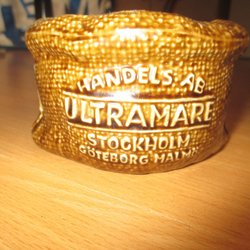 HANDELS AB
ULTRAMARE
STOCKHOLM
GÖTEBORG MALMÖ